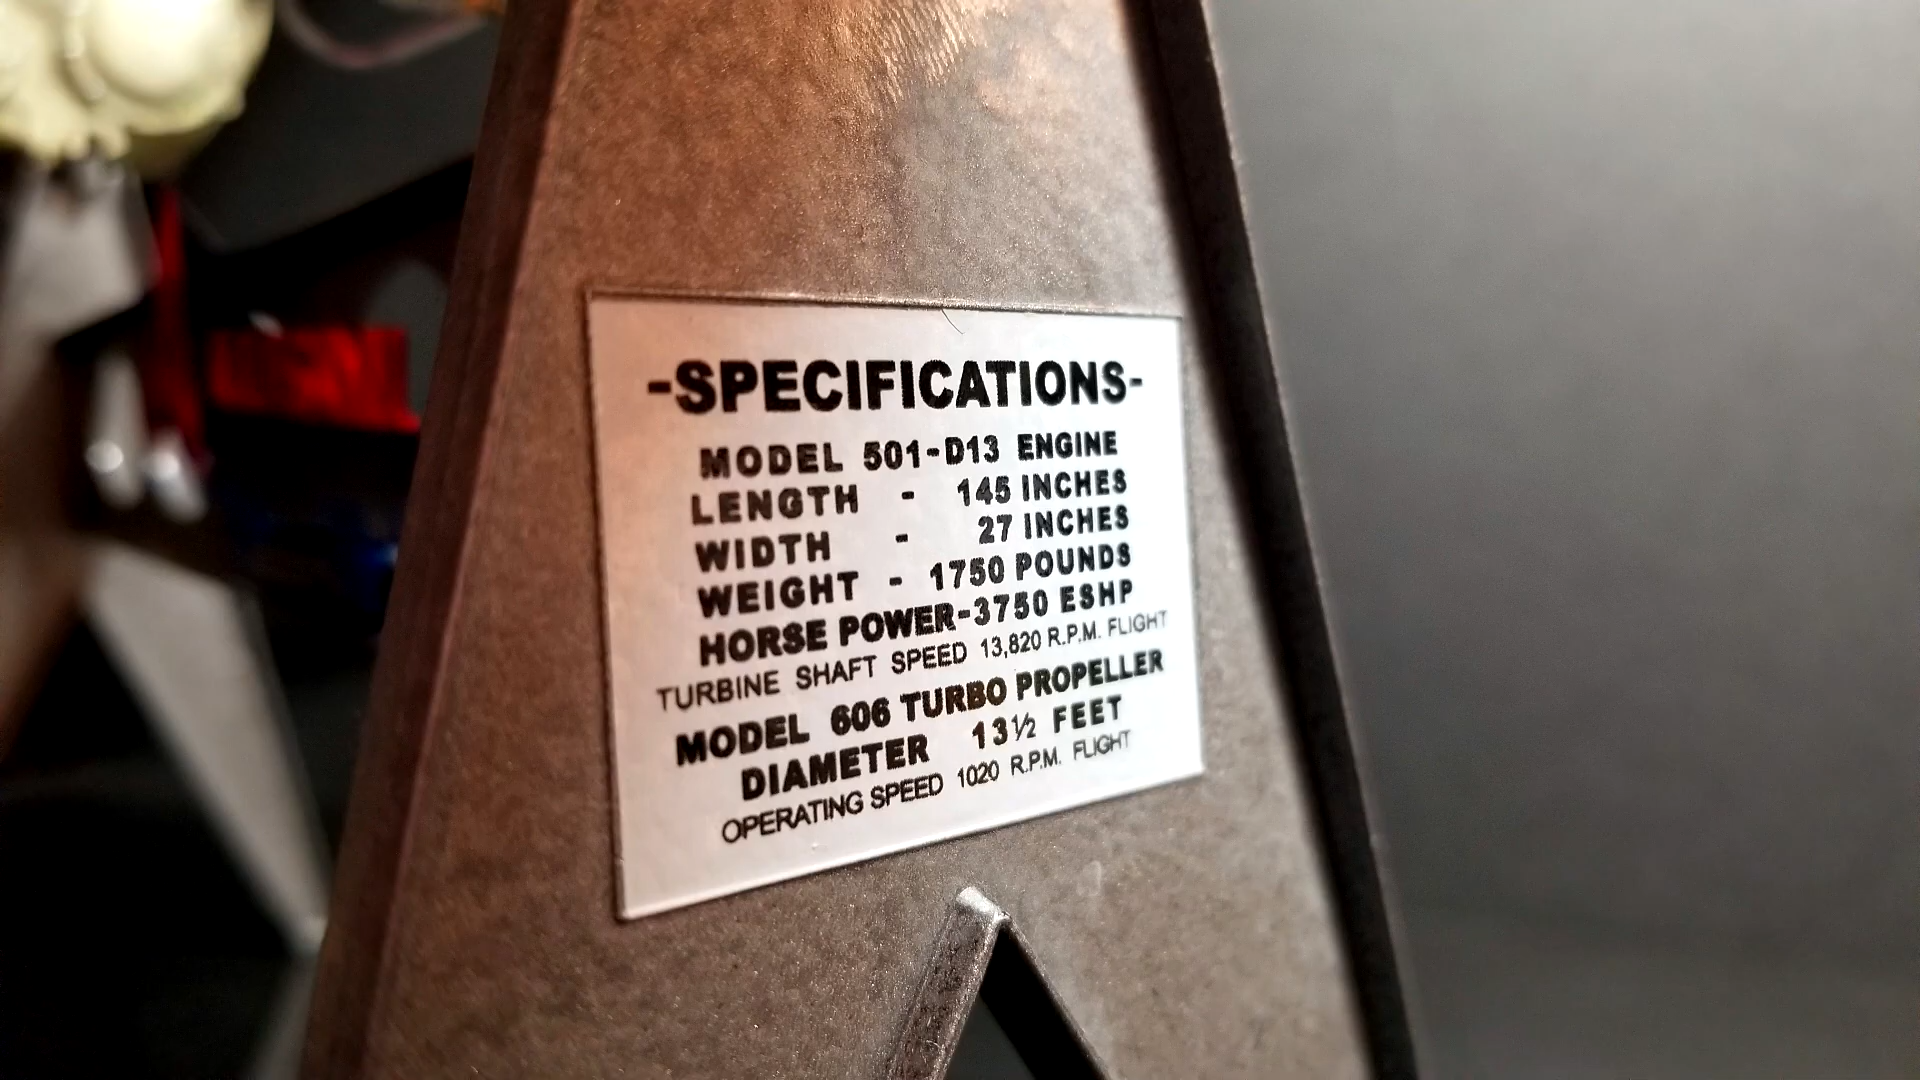 -SPECIFICATIONS-
MODEL 501-D13 ENGINE
LENGTH - 145 INCHES
WIDTH - 27 INCHES
WEIGHT - 1750 POUNDS
HORSE POWER-3750 ESHP
TURBINE SHAFT SPEED 13,820 R.P.M. FLIGHT
MODEL 606 TURBO PROPELLER
DIAMETER 13½ FEET
OPERATING SPEED 1020 R.P.M. FLIGHT